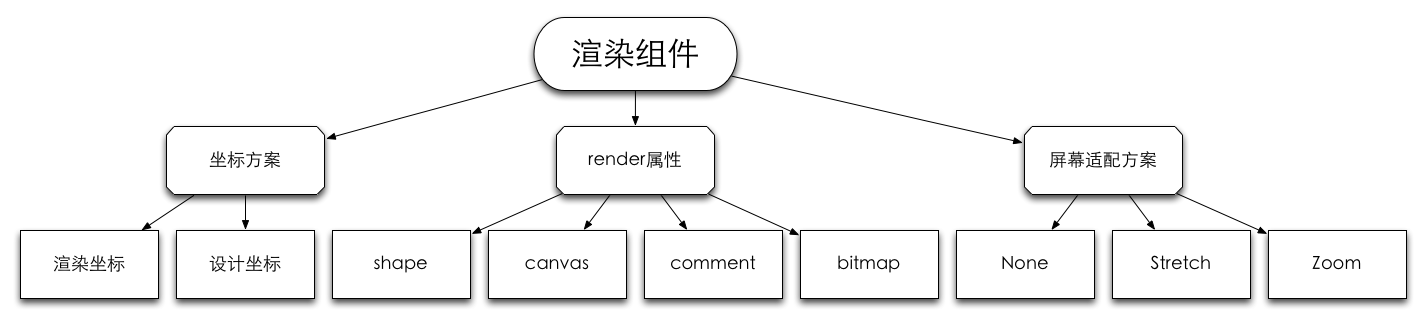 渲染组件
坐标方案
render属性
屏幕适配方案
渲染坐标
设计坐标
shape
canvas
comment
bitmap
None
Stretch
Zoom